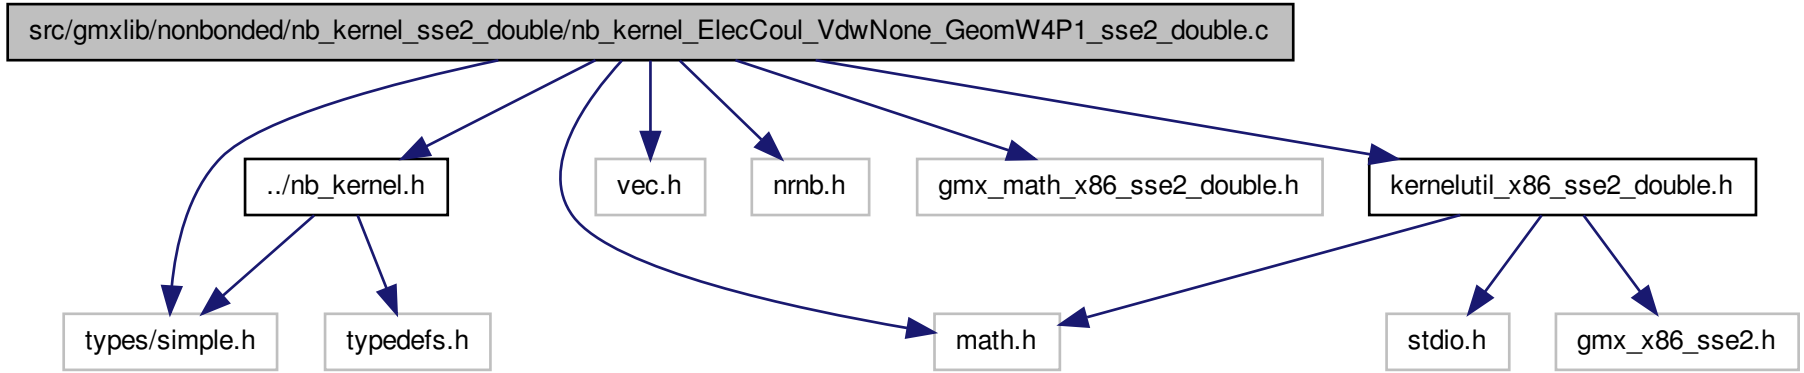 src/gmxlib/nonbonded/nb_kernel_sse2_double/nb_kernel_ElecCoul_VdwNone_GeomW4P1_sse2_double.c
../nb_kernel.h
vec.h
nrnb.h
gmx_math_x86_sse2_double.h
kernelutil_x86_sse2_double.h
types/simple.h
typedefs.h
math.h
stdio.h
gmx_x86_sse2.h